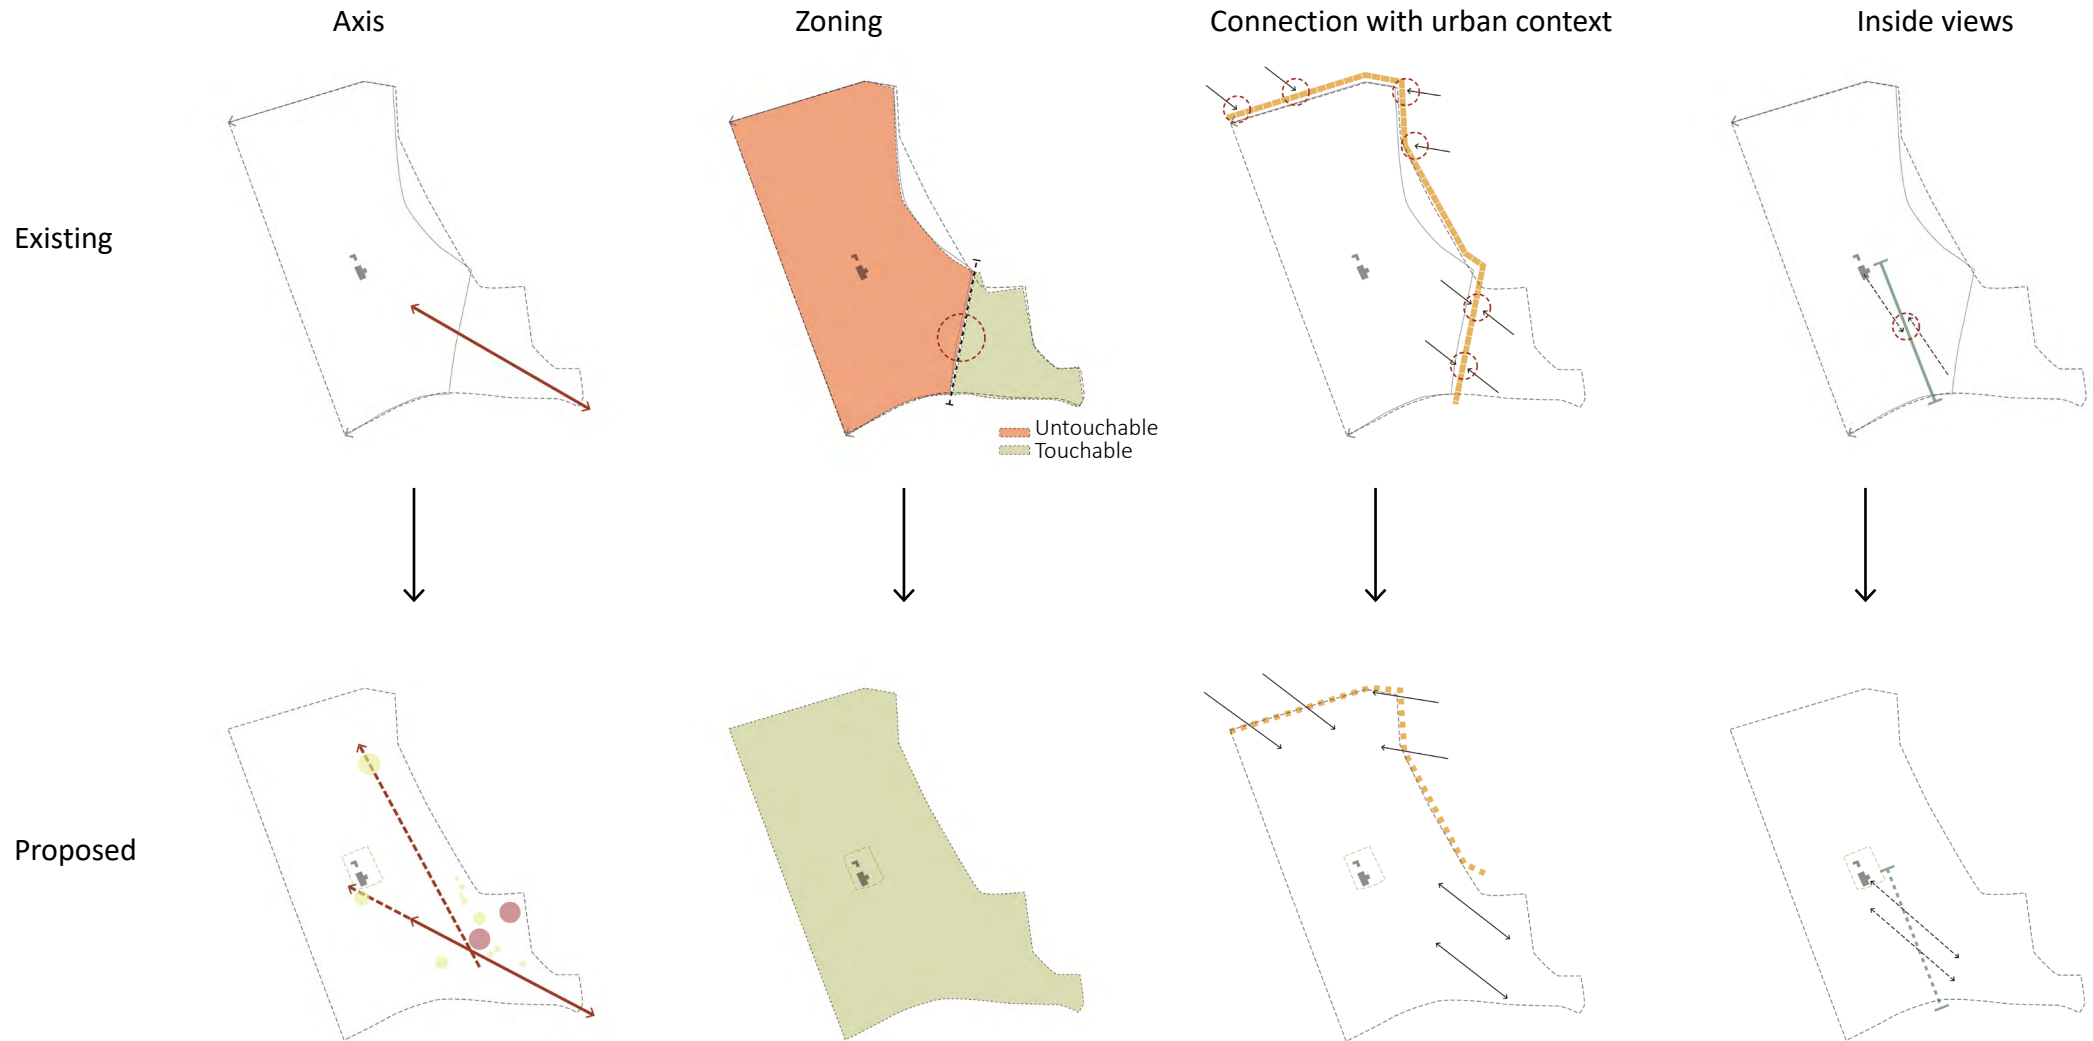 Axis
Zoning
Connection with urban context
Inside views
Existing
Untouchable
Touchable
Proposed